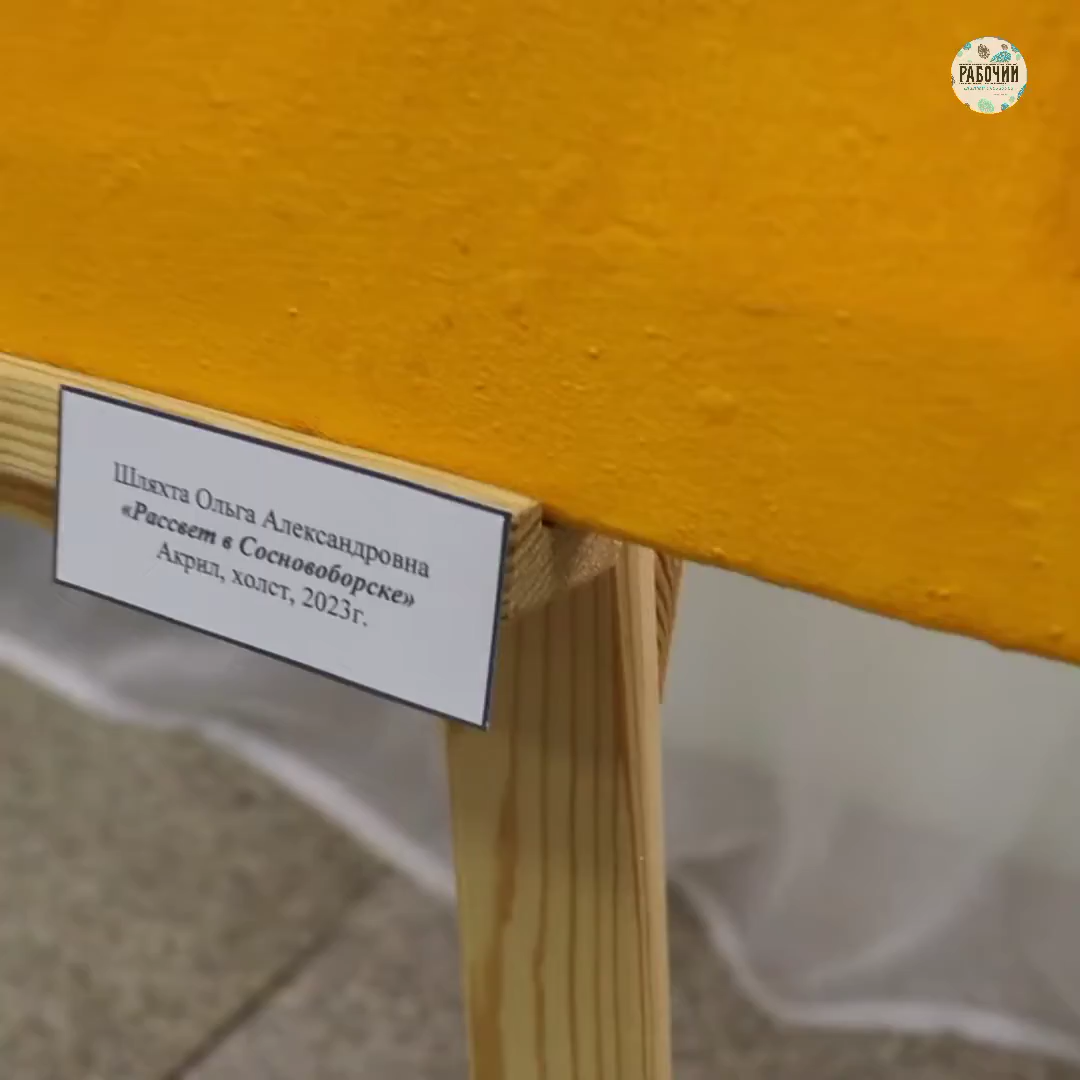 РАБОЧИЙ
Шляхта Ольга Александровна
«Рассвет в Сосновоборске»
Акрил, холст, 2023г.